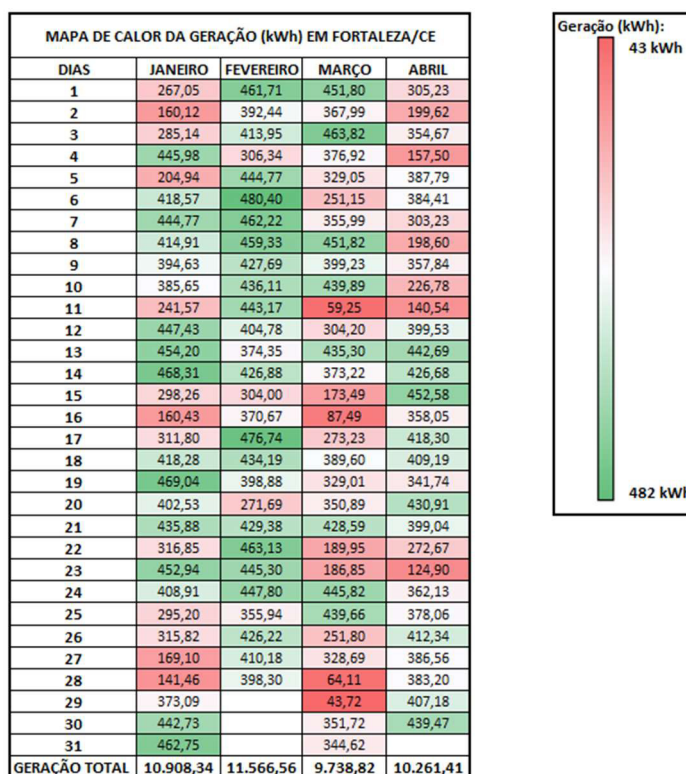 MAPA DE CALOR DA GERAÇÃO (kWh) EM FORTALEZA/CE
DIAS JANEIRO FEVEREIRO MARÇO ABRIL
1 267,05 461,71 451,80 305,23
2 160,12 392,44 367,99 199,62
3 285,14 413,95 463,82 354,67
4 445,98 306,34 376,92 157,50
5 204,94 444,77 329,05 387,79
6 418,57 480,40 251,15 384,41
7 444,77 462,22 355,99 303,23
8 414,91 459,33 451,82 198,60
9 394,63 427,69 399,23 357,84
10 385,65 436,11 439,89 226,78
11 241,57 443,17 59,25 140,54
12 447,43 404,78 304,20 399,53
13 454,20 374,35 435,30 442,69
14 468,31 426,88 373,22 426,68
15 298,26 304,00 173,49 452,58
16 160,43 370,67 87,49 358,05
17 311,80 476,74 273,23 418,30
18 418,28 434,19 389,60 409,19
19 469,04 398,88 329,01 341,74
20 402,53 271,69 350,89 430,91
21 435,88 429,38 428,59 399,04
22 316,85 463,13 189,95 272,67
23 452,94 445,30 186,85 124,90
24 408,91 447,80 445,82 362,13
25 295,20 355,94 439,66 378,06
26 315,82 426,22 251,80 412,34
27 169,10 410,18 328,69 386,56
28 141,46 398,30 64,11 383,20
29 373,09 43,72 407,18
30 442,73 351,72 439,47
31 462,75 344,62
GERAÇÃO TOTAL 10.908,34 11.566,56 9.738,82 10.261,41
Geração (kWh):
43 kWh
482 kWh